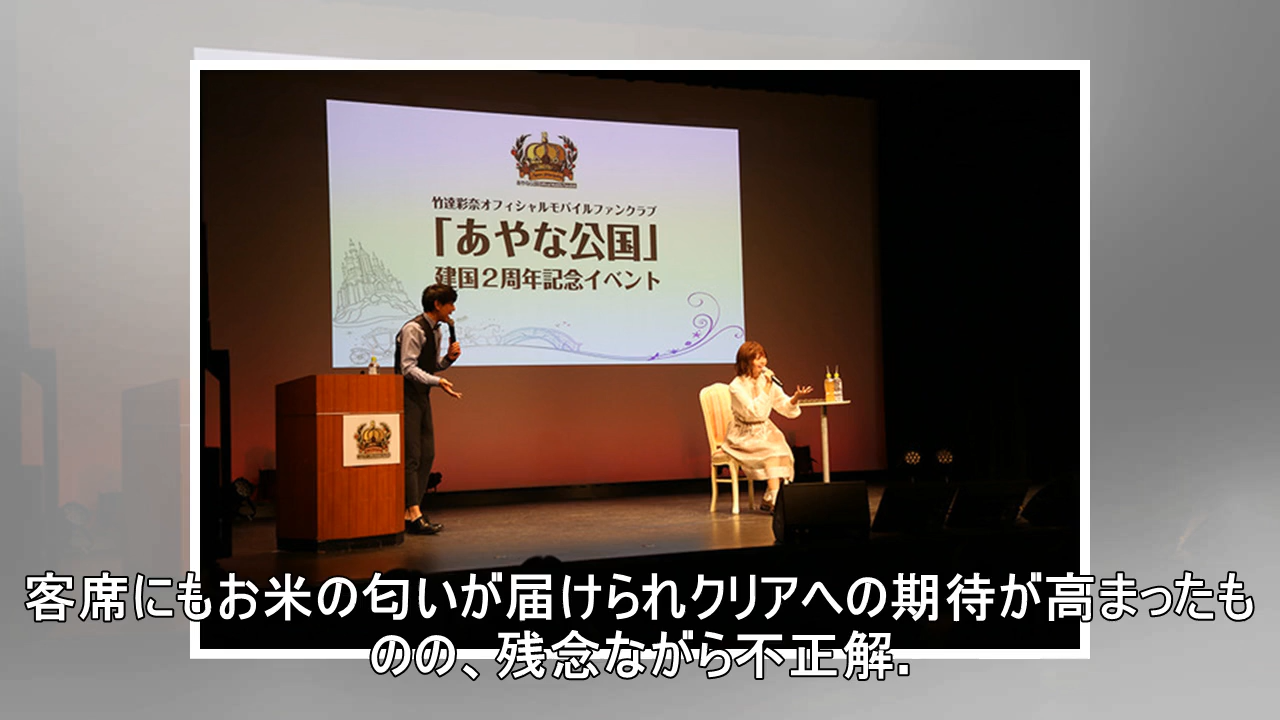 竹達彩奈オフィシャルモバイルファンクラブ
「あやな公国」
建国２周年記念イベント
客席にもお米の匂いが届けられクリアへの期待が高まったも
のの、残念ながら不正解.